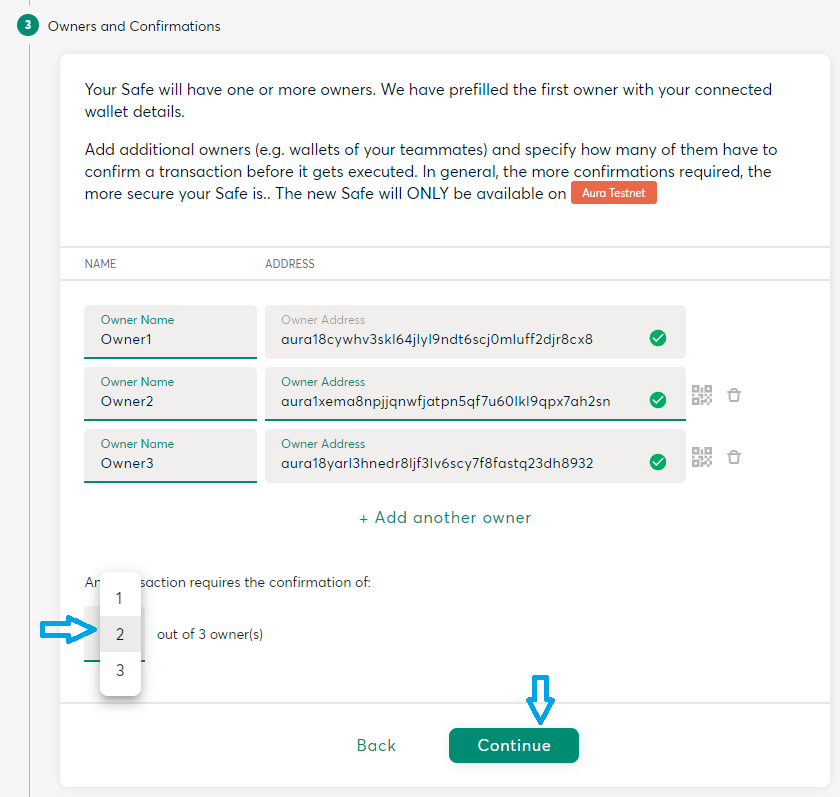 3 Owners and Confirmations
Your Safe will have one or more owners. We have prefilled the first owner with your connected
wallet details.
Add additional owners (e.g. wallets of your teammates) and specify how many of them have to
confirm a transaction before it gets executed. In general, the more confirmations required, the
more secure your Safe is.. The new Safe will ONLY be available on Aura Testnet
NAME ADDRESS
Owner Name Owner Address
Owner1 aura18cywhv3skl64jlyl9ndt6scj0mluff2djr8cx8
Owner Name Owner Address
Owner2 aura1xema8npjjqnwfjatpn5qf7u60lkl9qpx7ah2sn
Owner Name Owner Address
Owner3 aura18yarl3hnedr8ljf3lv6scy7f8fastq23dh8932
+ Add another owner
An saction requires the confirmation of:
1
2 out of 3 owner(s)
3
Back Continue